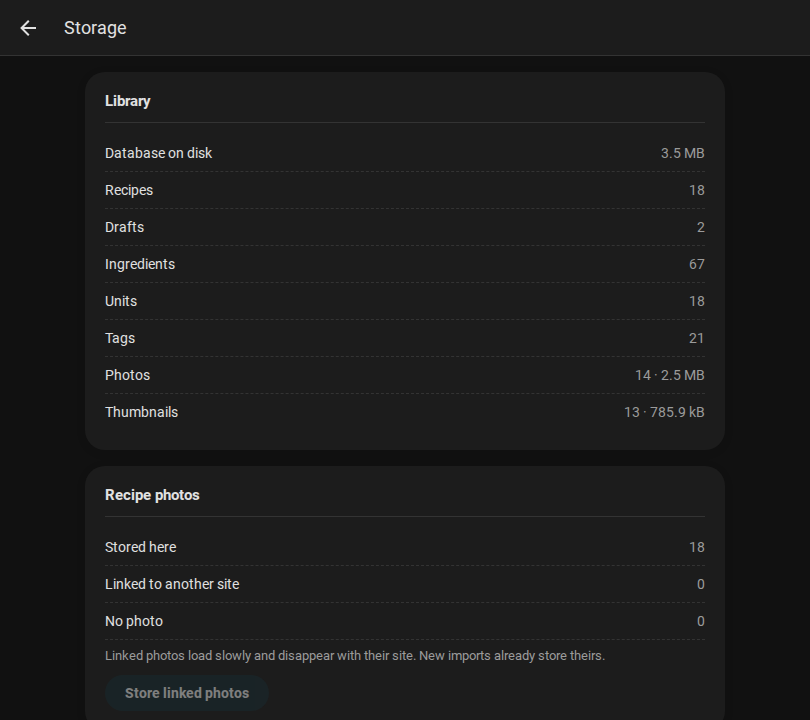 Storage
Library
Database on disk 3.5 MB
Recipes 18
Drafts 2
Ingredients 67
Units 18
Tags 21
Photos 14 · 2.5 MB
Thumbnails 13 · 785.9 kB
Recipe photos
Stored here 18
Linked to another site 0
No photo 0
Linked photos load slowly and disappear with their site. New imports already store theirs.
Store linked photos